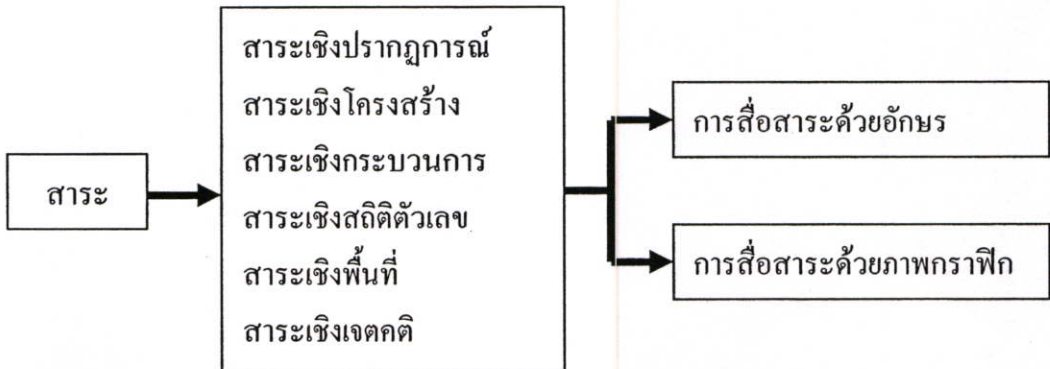 สาระ
สาระเชิงปรากฏการณ์
สาระเชิงโครงสร้าง
สาระเชิงกระบวนการ
สาระเชิงสถิติตัวเลข
สาระเชิงพื้นที่
สาระเชิงเจตคติ
การสื่อสาระด้วยอักษร
การสื่อสาระด้วยภาพกราฟิก